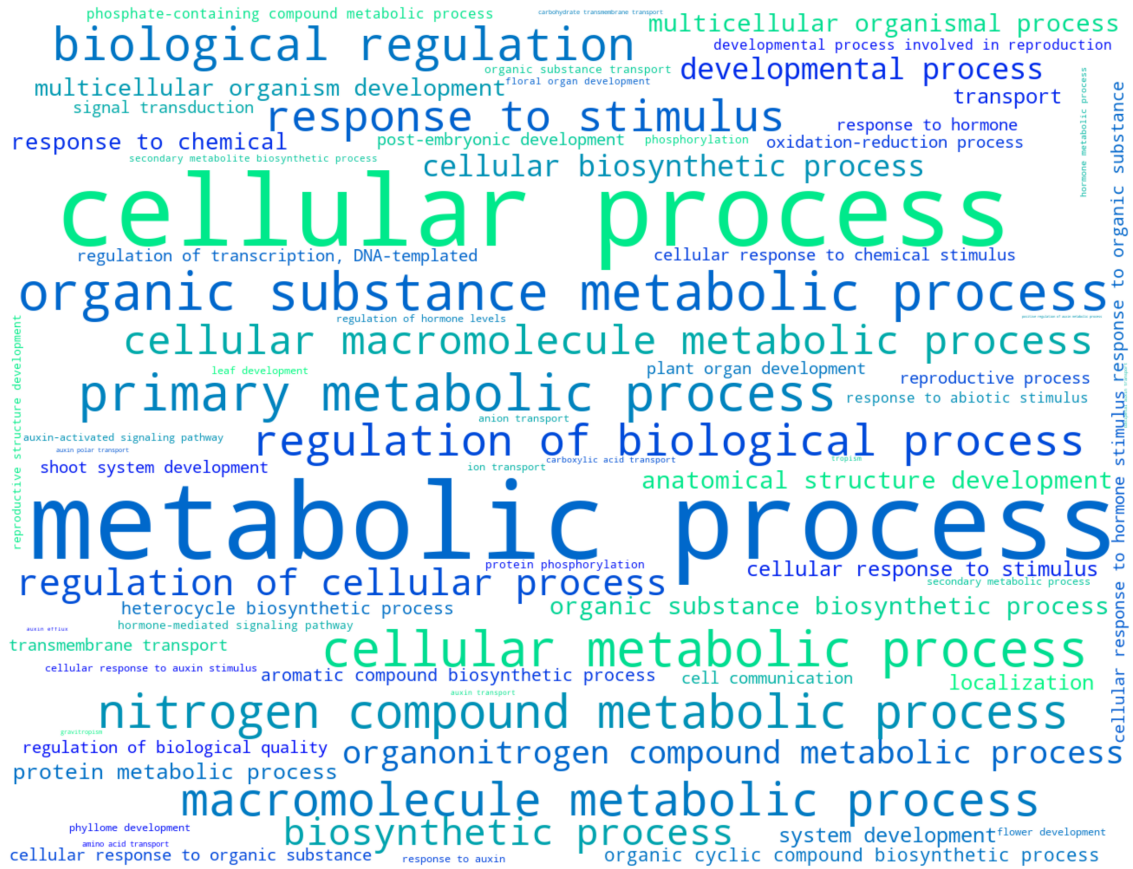 phosphate-containing compound metabolic process
carbohydrate transmembrane transport
multicellular organismal process
biological regulation
developmental process involved in reproduction
organic substance transport
developmental process
multicellular organism development
floral organ development
hormone metabolic process
transport
signal transduction
response to stimulus
response to hormone
response to chemical
post-embryonic development
phosphorylation
oxidation-reduction process
secondary metabolite biosynthetic process
cellular biosynthetic process
response to organic substance
cellular process
regulation of transcription, DNA-templated
cellular response to chemical stimulus
organic substance metabolic process
regulation of hormone levels
cellular macromolecule metabolic process
reproductive structure development
leaf development
plant organ development
primary metabolic process
reproductive process
response to abiotic stimulus
anion transport
auxin-activated signaling pathway
regulation of biological process
auxin polar transport
shoot system development
carboxylic acid transport
tropism
ion transport
anatomical structure development
cellular response to hormone stimulus
metabolic process
protein phosphorylation
cellular response to stimulus
regulation of cellular process
secondary metabolic process
heterocycle biosynthetic process
organic substance biosynthetic process
hormone-mediated signaling pathway
auxin efflux
transmembrane transport
cellular metabolic process
cellular response to auxin stimulus
aromatic compound biosynthetic process
cell communication
localization
auxin transport
nitrogen compound metabolic process
gravitropism
regulation of biological quality
organonitrogen compound metabolic process
protein metabolic process
macromolecule metabolic process
phyllome development
biosynthetic process
system development
flower development
amino acid transport
cellular response to organic substance
response to auxin
organic cyclic compound biosynthetic process